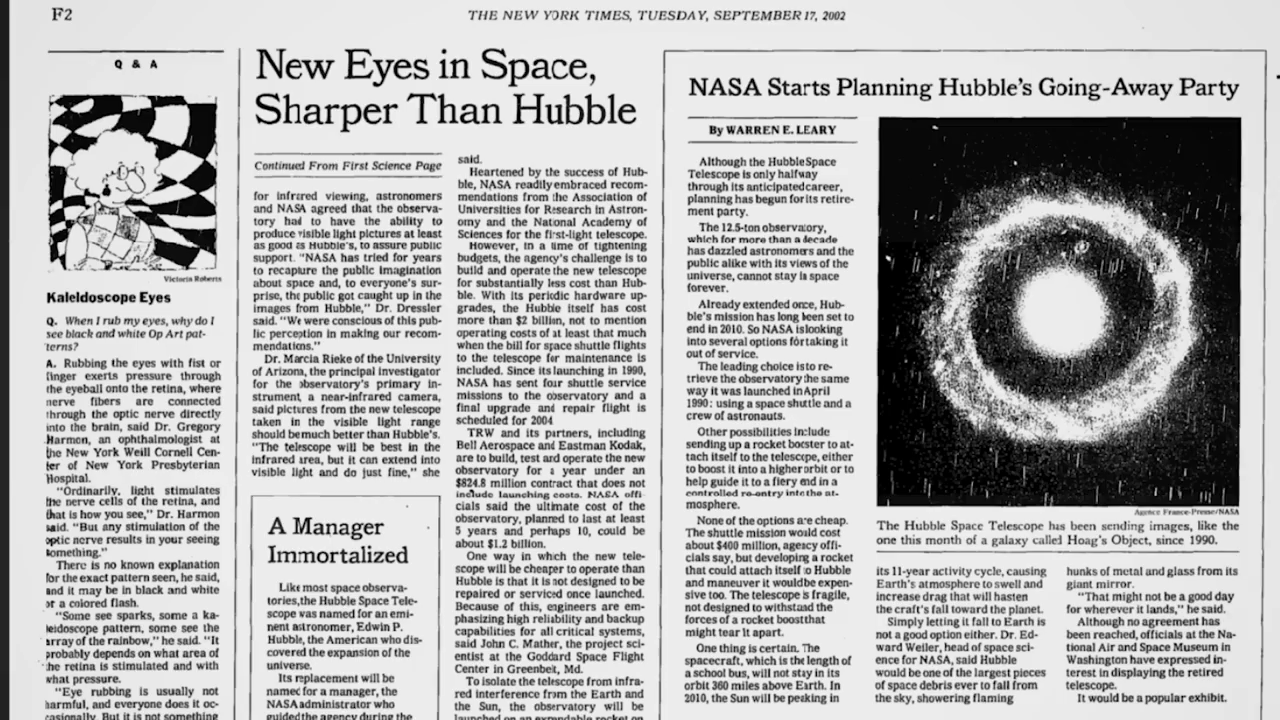 F2
THE NEW YORK TIMES, TUESDAY, SEPTEMBER 17, 2002
Q & A
Victoria Roberts
Kaleidoscope Eyes
Q. When I rub my eyes, why do I
see black and white Op Art pat-
terns?
A. Rubbing the eyes with fist or
finger exerts pressure through
the eyeball onto the retina, where
nerve fibers are connected
through the optic nerve directly
into the brain, said Dr. Gregory
Harmon, an ophthalmologist at
the New York Weill Cornell Cen-
ter of New York Presbyterian
Hospital.
"Ordinarily, light stimulates
the nerve cells of the retina, and
that is how you see," Dr. Harmon
said. "But any stimulation of the
optic nerve results in your seeing
something."
There is no known explanation
for the exact pattern seen, he said,
and it may be in black and white
or a colored flash.
"Some see sparks, some a ka-
leidoscope pattern, some see the
array of the rainbow," he said. "It
probably depends on what area of
the retina is stimulated and with
what pressure.
"Eye rubbing is usually not
harmful, and everyone does it oc-
casionally. But it is not something
New Eyes in Space,
Sharper Than Hubble
Continued From First Science Page
for infrared viewing, astronomers
and NASA agreed that the observa-
tory had to have the ability to
produce visible light pictures at least
as good as Hubble's, to assure public
support. "NASA has tried for years
to recapture the public imagination
about space and, to everyone's sur-
prise, the public got caught up in the
images from Hubble," Dr. Dressler
said. "We were conscious of this pub-
lic perception in making our recom-
mendations."
Dr. Marcia Rieke of the University
of Arizona, the principal investigator
for the observatory's primary in-
strument, a near-infrared camera,
said pictures from the new telescope
taken in the visible light range
should be much better than Hubble's.
"The telescope will be best in the
infrared area, but it can extend into
visible light and do just fine," she
A Manager
Immortalized
Like most space observa-
tories, the Hubble Space Tele-
scope was named for an emi-
nent astronomer, Edwin P.
Hubble, the American who dis-
covered the expansion of the
universe.
Its replacement will be
named for a manager, the
NASA administrator who
guided the agency during the
said.
Heartened by the success of Hub-
ble, NASA readily embraced recom-
mendations from the Association of
Universities for Research in Astron-
omy and the National Academy of
Sciences for the first-light telescope.
However, in a time of tightening
budgets, the agency's challenge is to
build and operate the new telescope
for substantially less cost than Hub-
ble. With its periodic hardware up-
grades, the Hubble itself has cost
more than $2 billion, not to mention
operating costs of at least that much
when the bill for space shuttle flights
to the telescope for maintenance is
included. Since its launching in 1990,
NASA has sent four shuttle service
missions to the observatory and a
final upgrade and repair flight is
scheduled for 2004
TRW and its partners, including
Bell Aerospace and Eastman Kodak,
are to build, test and operate the new
observatory for a year under an
$824.8 million contract that does not
include launching costs. NASA offi-
cials said the ultimate cost of the
observatory, planned to last at least
5 years and perhaps 10, could be
about $1.2 billion.
One way in which the new tele-
scope will be cheaper to operate than
Hubble is that it is not designed to be
repaired or serviced once launched.
Because of this, engineers are em-
phasizing high reliability and backup
capabilities for all critical systems,
said John C. Mather, the project sci-
entist at the Goddard Space Flight
Center in Greenbelt, Md.
To isolate the telescope from infra-
red interference from the Earth and
the Sun, the observatory will be
launched on an expendable rocket on
NASA Starts Planning Hubble's Going-Away Party
By WARREN E. LEARY
Although the Hubble Space
Telescope is only halfway
through its anticipated career,
planning has begun for its retire-
ment party.
The 12.5-ton observatory,
which for more than a decade
has dazzled astronomers and the
public alike with its views of the
universe, cannot stay in space
forever.
Already extended once, Hub-
ble's mission has long been set to
end in 2010. So NASA is looking
into several options for taking it
out of service.
The leading choice is to re-
trieve the observatory the same
way it was launched in April
1990: using a space shuttle and a
crew of astronauts.
Other possibilities include
sending up a rocket booster to at-
tach itself to the telescope, either
to boost it into a higher orbit or to
help guide it to a fiery end in a
controlled re-entry into the at-
mosphere.
None of the options are cheap.
The shuttle mission would cost
about $400 million, agency offi-
cials say, but developing a rocket
that could attach itself to Hubble
and maneuver it would be expen-
sive too. The telescope is fragile,
not designed to withstand the
forces of a rocket boost that
might tear it apart.
One thing is certain. The
spacecraft, which is the length of
a school bus, will not stay in its
orbit 360 miles above Earth. In
2010, the Sun will be peaking in
Agence France-Presse/NASA
The Hubble Space Telescope has been sending images, like the
one this month of a galaxy called Hoag's Object, since 1990.
its 11-year activity cycle, causing
Earth's atmosphere to swell and
increase drag that will hasten
the craft's fall toward the planet.
Simply letting it fall to Earth is
not a good option either. Dr. Ed-
ward Weiler, head of space sci-
ence for NASA, said Hubble
would be one of the largest pieces
of space debris ever to fall from
the sky, showering flaming
hunks of metal and glass from its
giant mirror.
"That might not be a good day
for wherever it lands," he said.
Although no agreement has
been reached, officials at the Na-
tional Air and Space Museum in
Washington have expressed in-
terest in displaying the retired
telescope.
It would be a popular exhibit.